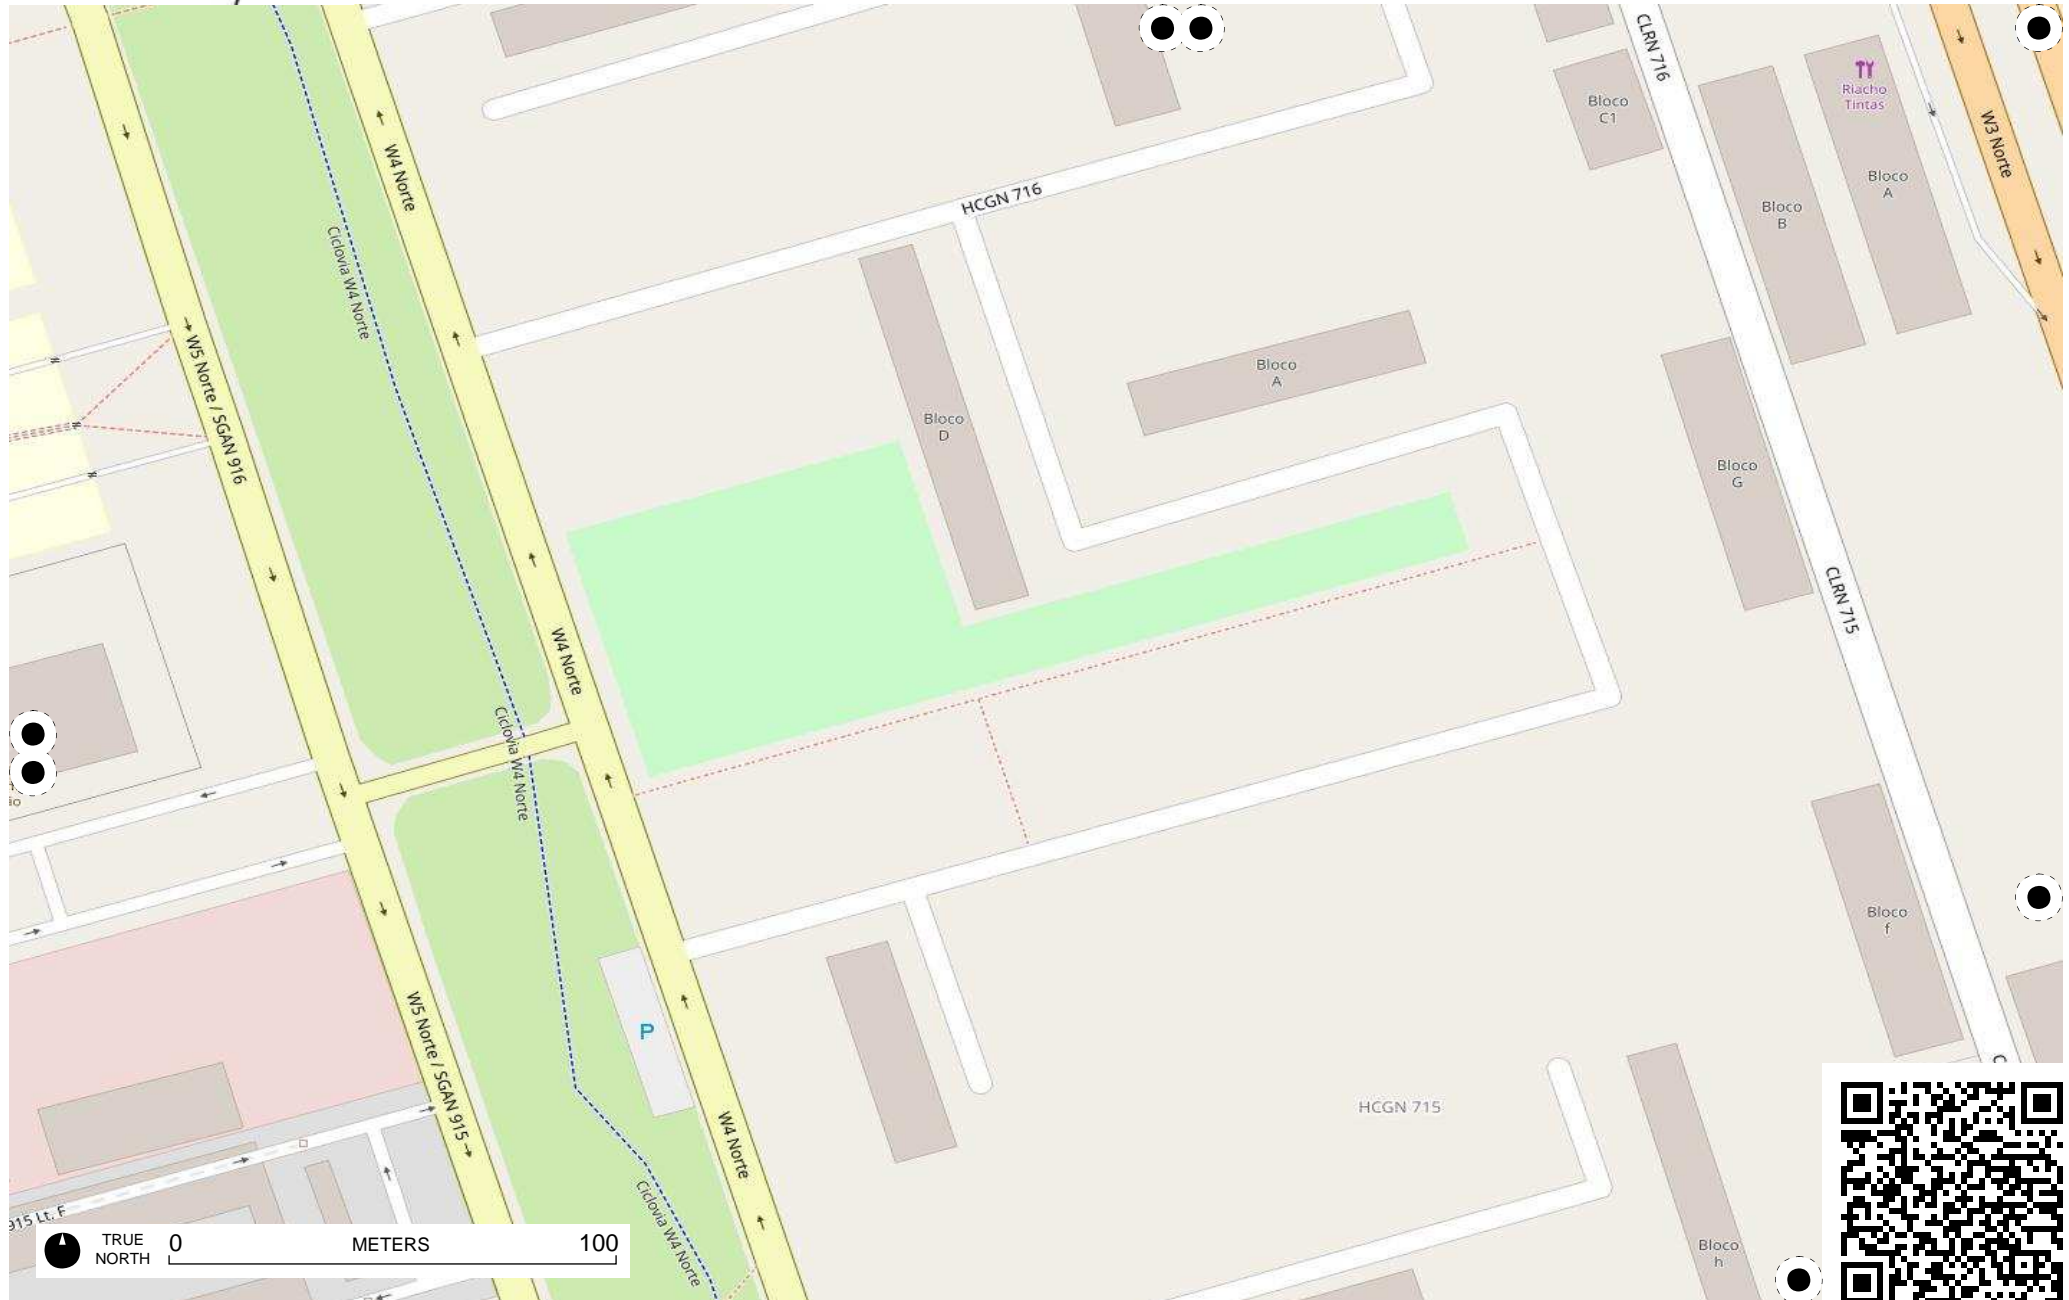 CLRN 716
Riacho
Tintas
Bloco
C1
W3 Norte
W4 Norte
Bloco
A
HCGN 716
Bloco
B
Ciclovia W4 Norte
Bloco
A
W5 Norte / SGAN 916
Bloco
D
Bloco
G
CLRN 715
W4 Norte
Ciclovia W4 Norte
io
Bloco
f
P
W5 Norte / SGAN 915
C
HCGN 715
W4 Norte
Ciclovia W4 Norte
915 Lt. F
Bloco
h
TRUE
NORTH
0
METERS
100